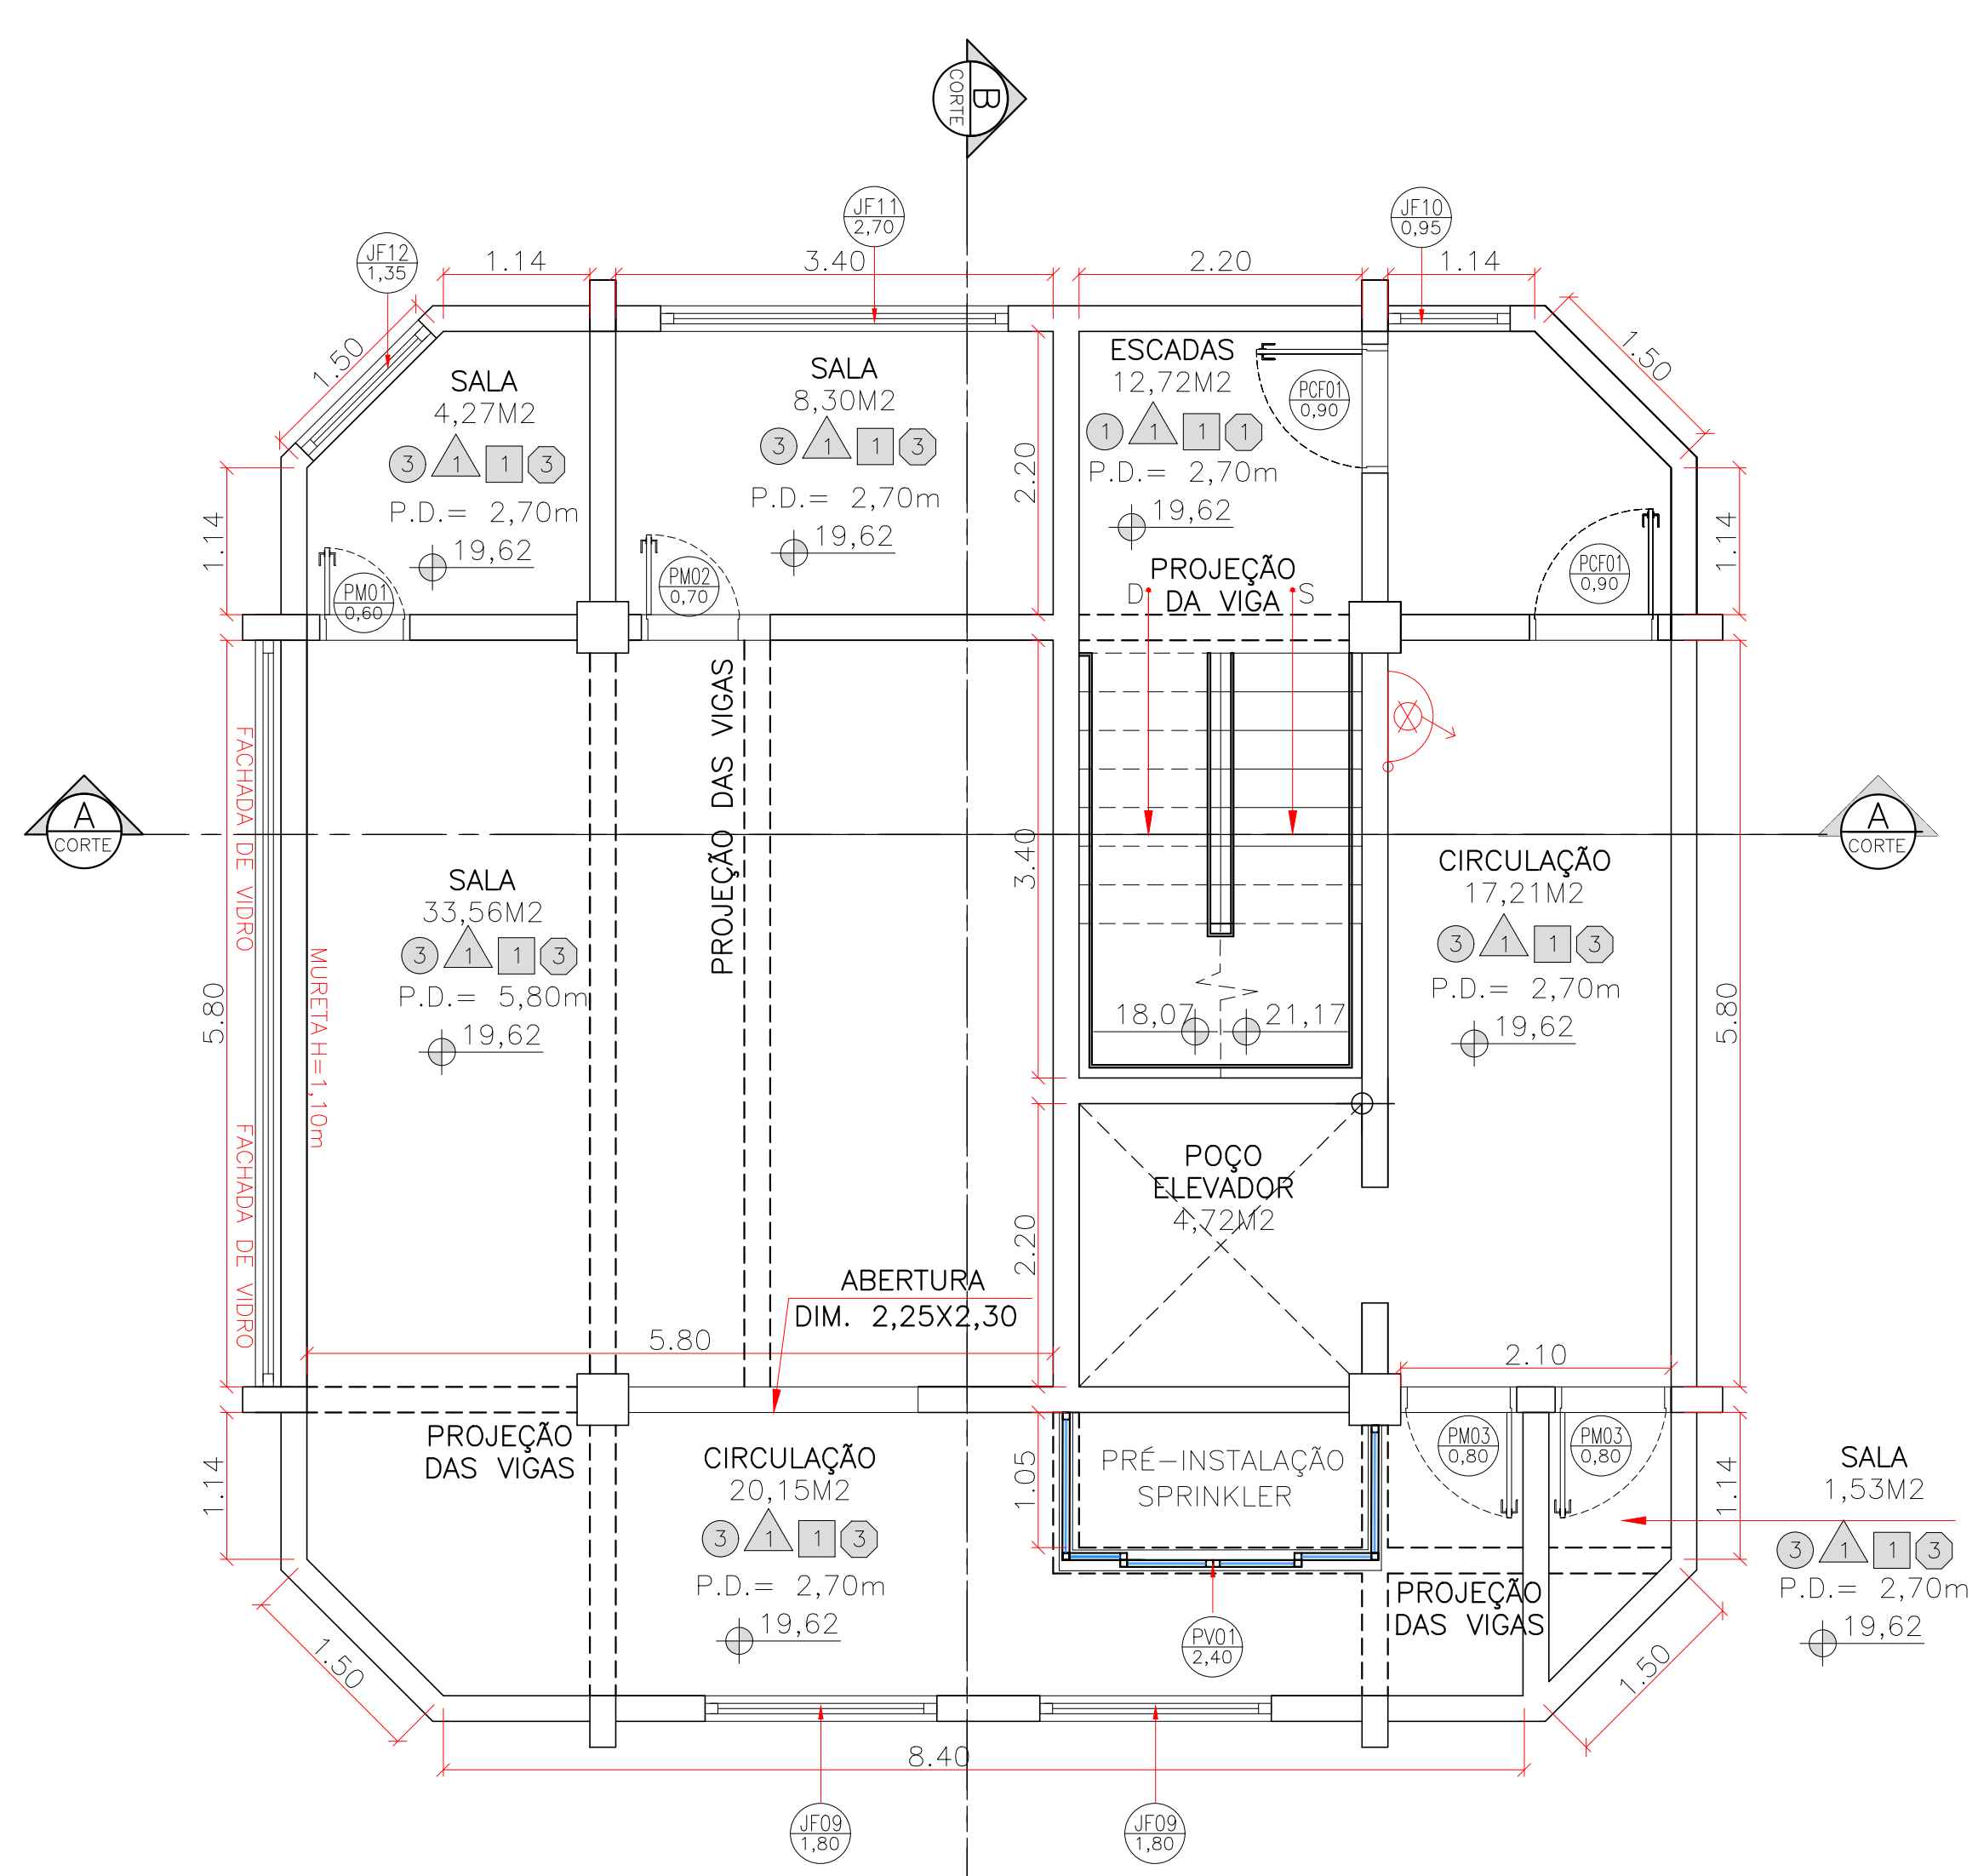 B
CORTE
JF11
2,70
JF10
0,95
JF12
1,35
1.14
3.40
2.20
1.14
1.50
1.50
SALA
4,27M2
3 1 1 3
P.D.= 2,70m
19,62
SALA
8,30M2
3 1 1 3
P.D.= 2,70m
19,62
2.20
ESCADAS
12,72M2
1 1 1 1
P.D.= 2,70m
19,62
PCF01
0,90
PCF01
0,90
1.14
1.14
PM01
0,60
PM02
0,70
PROJEÇÃO
DA VIGA
D
S
PROJEÇÃO DAS VIGAS
FACHADA DE VIDRO
A
CORTE
A
CORTE
3.40
SALA
33,56M2
3 1 1 3
P.D.= 5,80m
19,62
CIRCULAÇÃO
17,21M2
3 1 1 3
P.D.= 2,70m
19,62
MURETA H=1,10m
5.80
5.80
18,07
21,17
FACHADA DE VIDRO
POÇO
ELEVADOR
4,72M2
2.20
ABERTURA
DIM. 2,25X2,30
5.80
2.10
PROJEÇÃO
DAS VIGAS
CIRCULAÇÃO
20,15M2
3 1 1 3
P.D.= 2,70m
19,62
1.14
1.05
PRÉ-INSTALAÇÃO
SPRINKLER
PM03
0,80
PM03
0,80
1.14
SALA
1,53M2
3 1 1 3
P.D.= 2,70m
19,62
PROJEÇÃO
DAS VIGAS
PV01
2,40
1.50
1.50
8.40
JF09
1,80
JF09
1,80